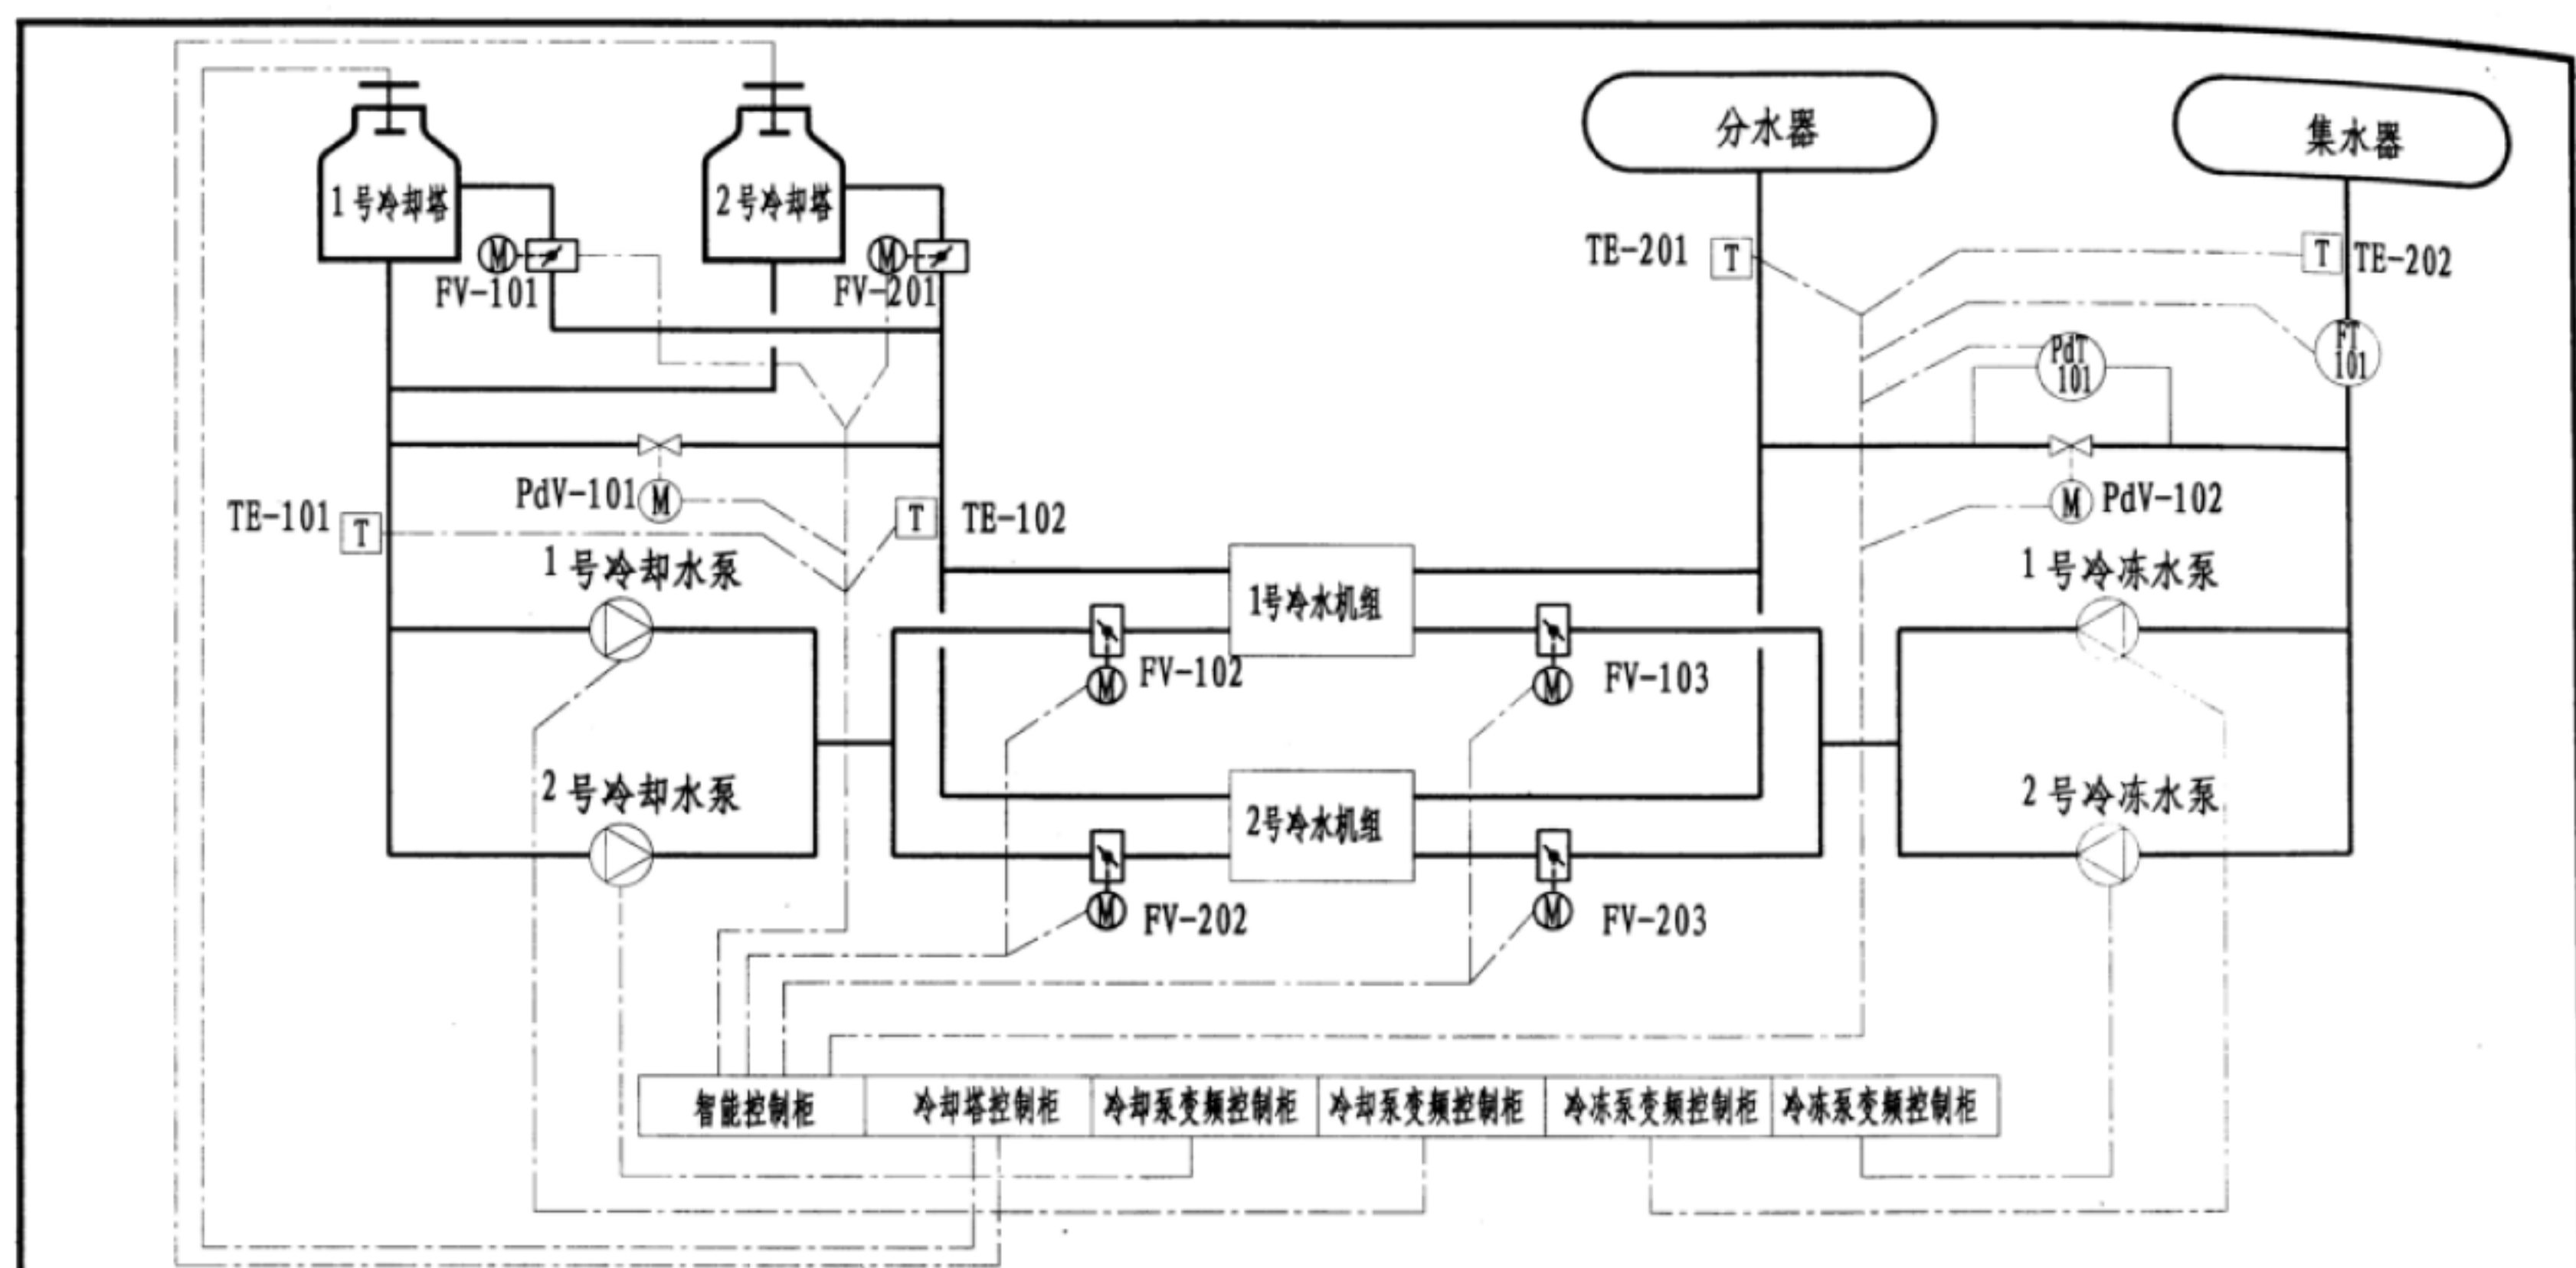 1号冷却塔
2号冷却塔
分水器
集水器
M
FV-101
M
FV-201
TE-201
T
T
TE-202
FT
101
PdT
101
PdV-101
M
TE-101
T
T
TE-102
M
PdV-102
1号冷却水泵
1号冷水机组
1号冷冻水泵
M
FV-102
M
FV-103
2号冷却水泵
2号冷水机组
2号冷冻水泵
M
FV-202
M
FV-203
智能控制柜
冷却塔控制柜
冷却泵变频控制柜
冷却泵变频控制柜
冷冻泵变频控制柜
冷冻泵变频控制柜